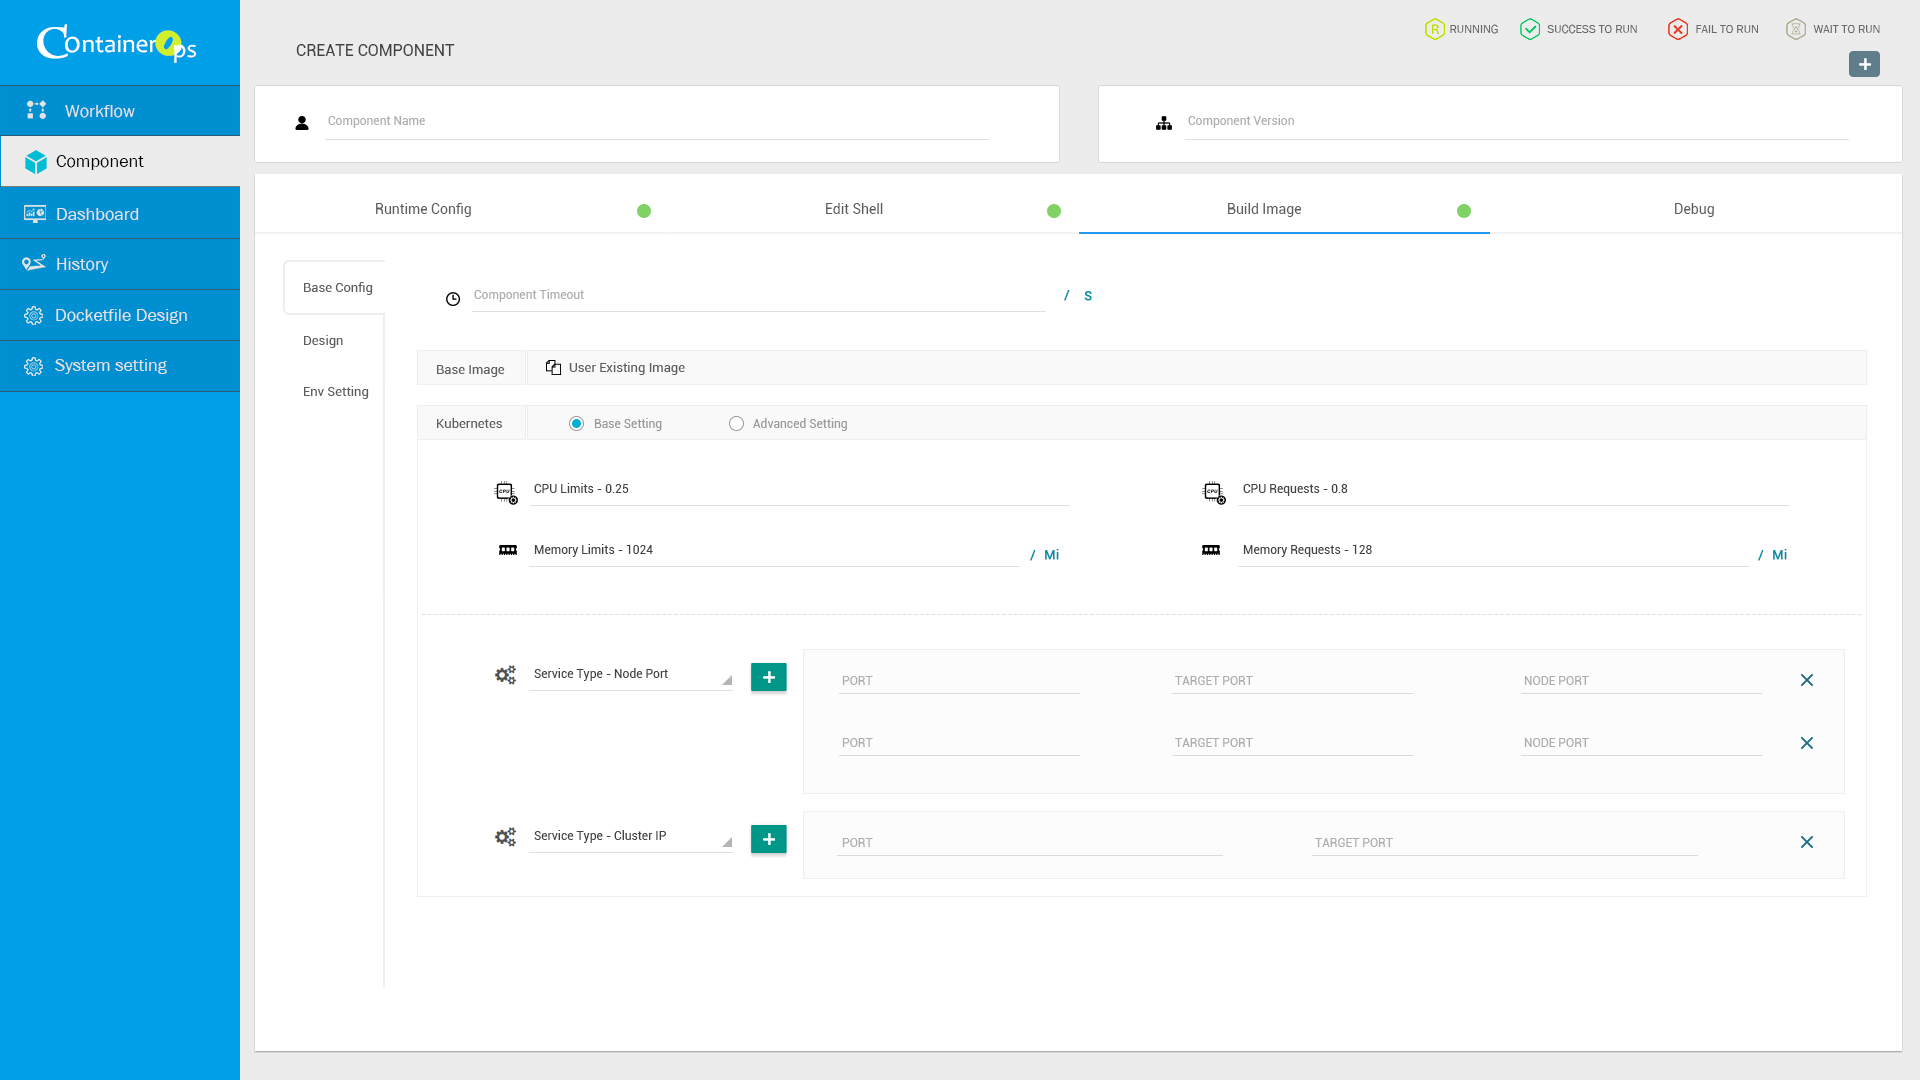 ContainerOps
CREATE COMPONENT
R RUNNING
SUCCESS TO RUN
FAIL TO RUN
WAIT TO RUN
Workflow
Component
Dashboard
History
Docketfile Design
System setting
Component Name
Component Version
Runtime Config
Edit Shell
Build Image
Debug
Base Config
Design
Env Setting
Component Timeout
/ S
Base Image
User Existing Image
Kubernetes
Base Setting
Advanced Setting
CPU
CPU Limits - 0.25
CPU
CPU Requests - 0.8
Memory Limits - 1024
/ Mi
Memory Requests - 128
/ Mi
Service Type - Node Port
PORT
TARGET PORT
NODE PORT
PORT
TARGET PORT
NODE PORT
Service Type - Cluster IP
PORT
TARGET PORT